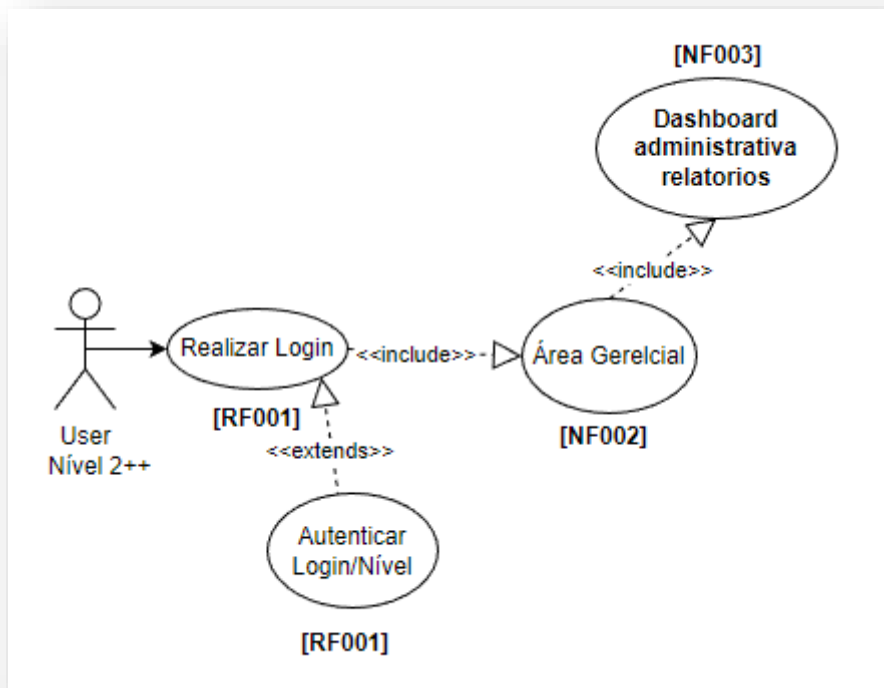 [NF003]
Dashboard
administrativa
relatorios
<<include>>
Realizar Login
<<include>>
Área Gerelcial
[RF001]
[NF002]
User
Nível 2++
<<extends>>
Autenticar
Login/Nível
[RF001]